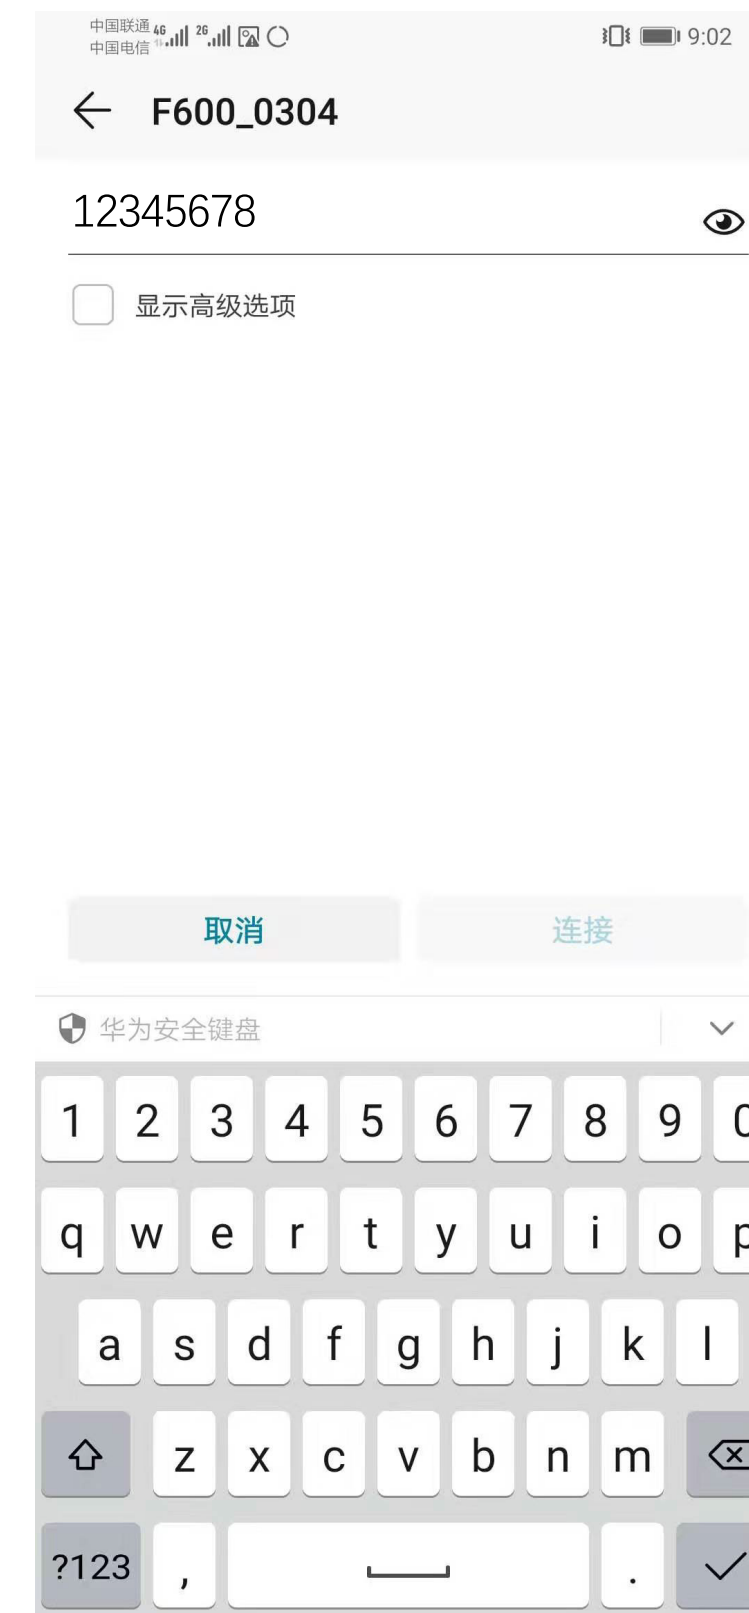 中国联通 4G 2G 9:02
中国电信
F600_0304
12345678
显示高级选项
取消 连接
华为安全键盘
1 2 3 4 5 6 7 8 9 0
q w e r t y u i o p
a s d f g h j k l
z x c v b n m
?123 , .